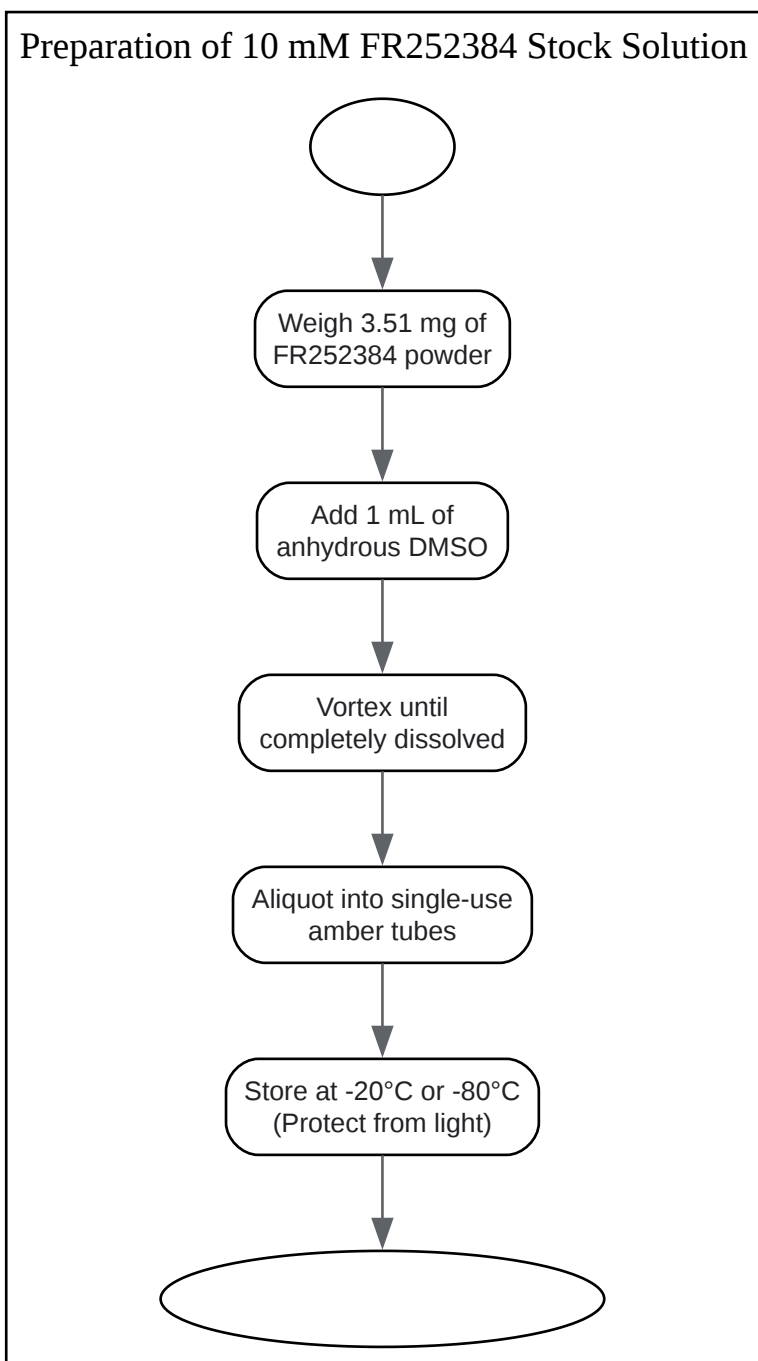 Preparation of 10 mM FR252384 Stock Solution
Weigh 3.51 mg of
FR252384 powder
Add 1 mL of
anhydrous DMSO
Vortex until
completely dissolved
Aliquot into single-use
amber tubes
Store at -20°C or -80°C
(Protect from light)